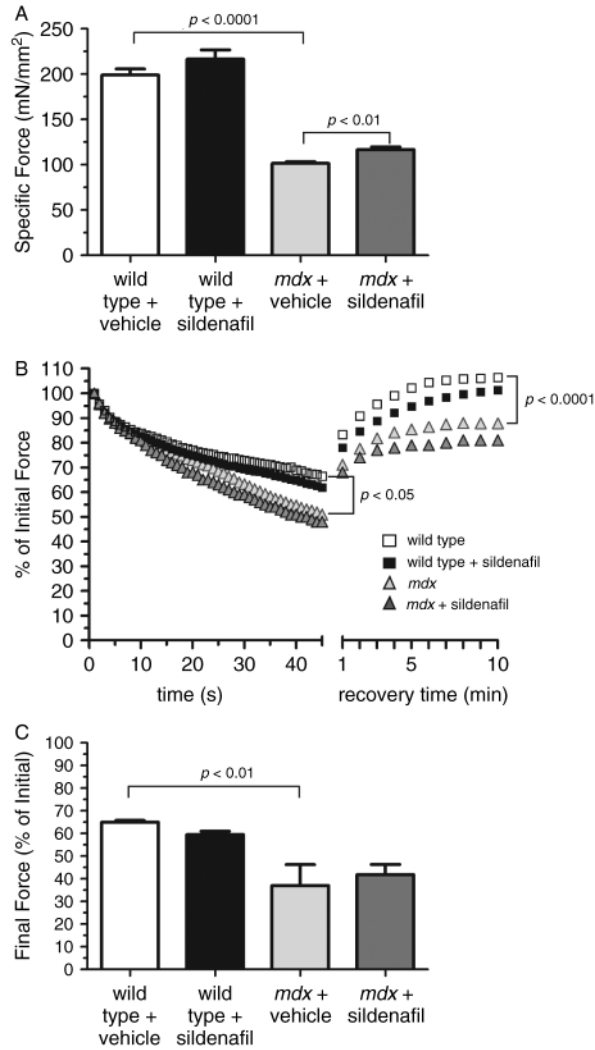 A
Specific Force (mN/mm²)
250
200
150
100
50
0
p < 0.0001
p < 0.01
wild
type +
vehicle
wild
type +
sildenafil
mdx +
vehicle
mdx +
sildenafil
B
% of Initial Force
110
100
90
80
70
60
50
40
30
20
10
0
p < 0.0001
p < 0.05
wild type
wild type + sildenafil
mdx
mdx + sildenafil
0 10 20 30 40
1 5 10
time (s)
recovery time (min)
C
Final Force (% of Initial)
100
90
80
70
60
50
40
30
20
10
0
p < 0.01
wild
type +
vehicle
wild
type +
sildenafil
mdx +
vehicle
mdx +
sildenafil